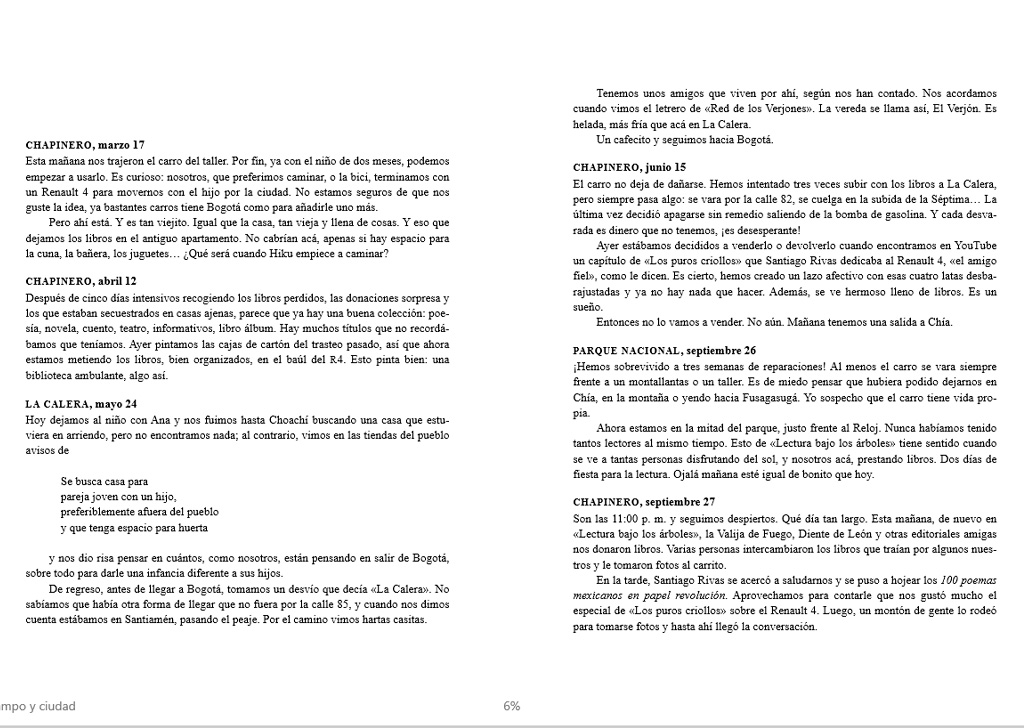 CHAPINERO, marzo 17
Esta mañana nos trajeron el carro del taller. Por fin, ya con el niño de dos meses, podemos
empezar a usarlo. Es curioso: nosotros, que preferimos caminar, o la bici, terminamos con
un Renault 4 para movernos con el hijo por la ciudad. No estamos seguros de que nos
guste la idea, ya bastantes carros tiene Bogotá como para añadirle uno más.
Pero ahí está. Y es tan viejito. Igual que la casa, tan vieja y llena de cosas. Y eso que
dejamos los libros en el antiguo apartamento. No cabrían acá, apenas si hay espacio para
la cuna, la bañera, los juguetes… ¿Qué será cuando Hiku empiece a caminar?
CHAPINERO, abril 12
Después de cinco días intensivos recogiendo los libros perdidos, las donaciones sorpresa y
los que estaban secuestrados en casas ajenas, parece que ya hay una buena colección: poe-
sía, novela, cuento, teatro, informativos, libro álbum. Hay muchos títulos que no recordá-
bamos que teníamos. Ayer pintamos las cajas de cartón del trasteo pasado, así que ahora
estamos metiendo los libros, bien organizados, en el baúl del R4. Esto pinta bien: una
biblioteca ambulante, algo así.
LA CALERA, mayo 24
Hoy dejamos al niño con Ana y nos fuimos hasta Choachí buscando una casa que estu-
viera en arriendo, pero no encontramos nada; al contrario, vimos en las tiendas del pueblo
avisos de
Se busca casa para
pareja joven con un hijo,
preferiblemente afuera del pueblo
y que tenga espacio para huerta
y nos dio risa pensar en cuántos, como nosotros, están pensando en salir de Bogotá,
sobre todo para darle una infancia diferente a sus hijos.
De regreso, antes de llegar a Bogotá, tomamos un desvío que decía «La Calera». No
sabíamos que había otra forma de llegar que no fuera por la calle 85, y cuando nos dimos
cuenta estábamos en Santiamén, pasando el peaje. Por el camino vimos hartas casitas.
Tenemos unos amigos que viven por ahí, según nos han contado. Nos acordamos
cuando vimos el letrero de «Red de los Verjones». La vereda se llama así, El Verjón. Es
helada, más fría que acá en La Calera.
Un cafecito y seguimos hacia Bogotá.
CHAPINERO, junio 15
El carro no deja de dañarse. Hemos intentado tres veces subir con los libros a La Calera,
pero siempre pasa algo: se vara por la calle 82, se cuelga en la subida de la Séptima… La
última vez decidió apagarse sin remedio saliendo de la bomba de gasolina. Y cada desva-
rada es dinero que no tenemos, ¡es desesperante!
Ayer estábamos decididos a venderlo o devolverlo cuando encontramos en YouTube
un capítulo de «Los puros criollos» que Santiago Rivas dedicaba al Renault 4, «el amigo
fiel», como le dicen. Es cierto, hemos creado un lazo afectivo con esas cuatro latas desba-
rajustadas y ya no hay nada que hacer. Además, se ve hermoso lleno de libros. Es un
sueño.
Entonces no lo vamos a vender. No aún. Mañana tenemos una salida a Chía.
PARQUE NACIONAL, septiembre 26
¡Hemos sobrevivido a tres semanas de reparaciones! Al menos el carro se vara siempre
frente a un montallantas o un taller. Es de miedo pensar que hubiera podido dejarnos en
Chía, en la montaña o yendo hacia Fusagasugá. Yo sospecho que el carro tiene vida pro-
pia.
Ahora estamos en la mitad del parque, justo frente al Reloj. Nunca habíamos tenido
tantos lectores al mismo tiempo. Esto de «Lectura bajo los árboles» tiene sentido cuando
se ve a tantas personas disfrutando del sol, y nosotros acá, prestando libros. Dos días de
fiesta para la lectura. Ojalá mañana esté igual de bonito que hoy.
CHAPINERO, septiembre 27
Son las 11:00 p. m. y seguimos despiertos. Qué día tan largo. Esta mañana, de nuevo en
«Lectura bajo los árboles», la Valija de Fuego, Diente de León y otras editoriales amigas
nos donaron libros. Varias personas intercambiaron los libros que traían por algunos nues-
tros y le tomaron fotos al carrito.
En la tarde, Santiago Rivas se acercó a saludarnos y se puso a hojear los 100 poemas
mexicanos en papel revolución. Aprovechamos para contarle que nos gustó mucho el
especial de «Los puros criollos» sobre el Renault 4. Luego, un montón de gente lo rodeó
para tomarse fotos y hasta ahí llegó la conversación.
mpo y ciudad
6%